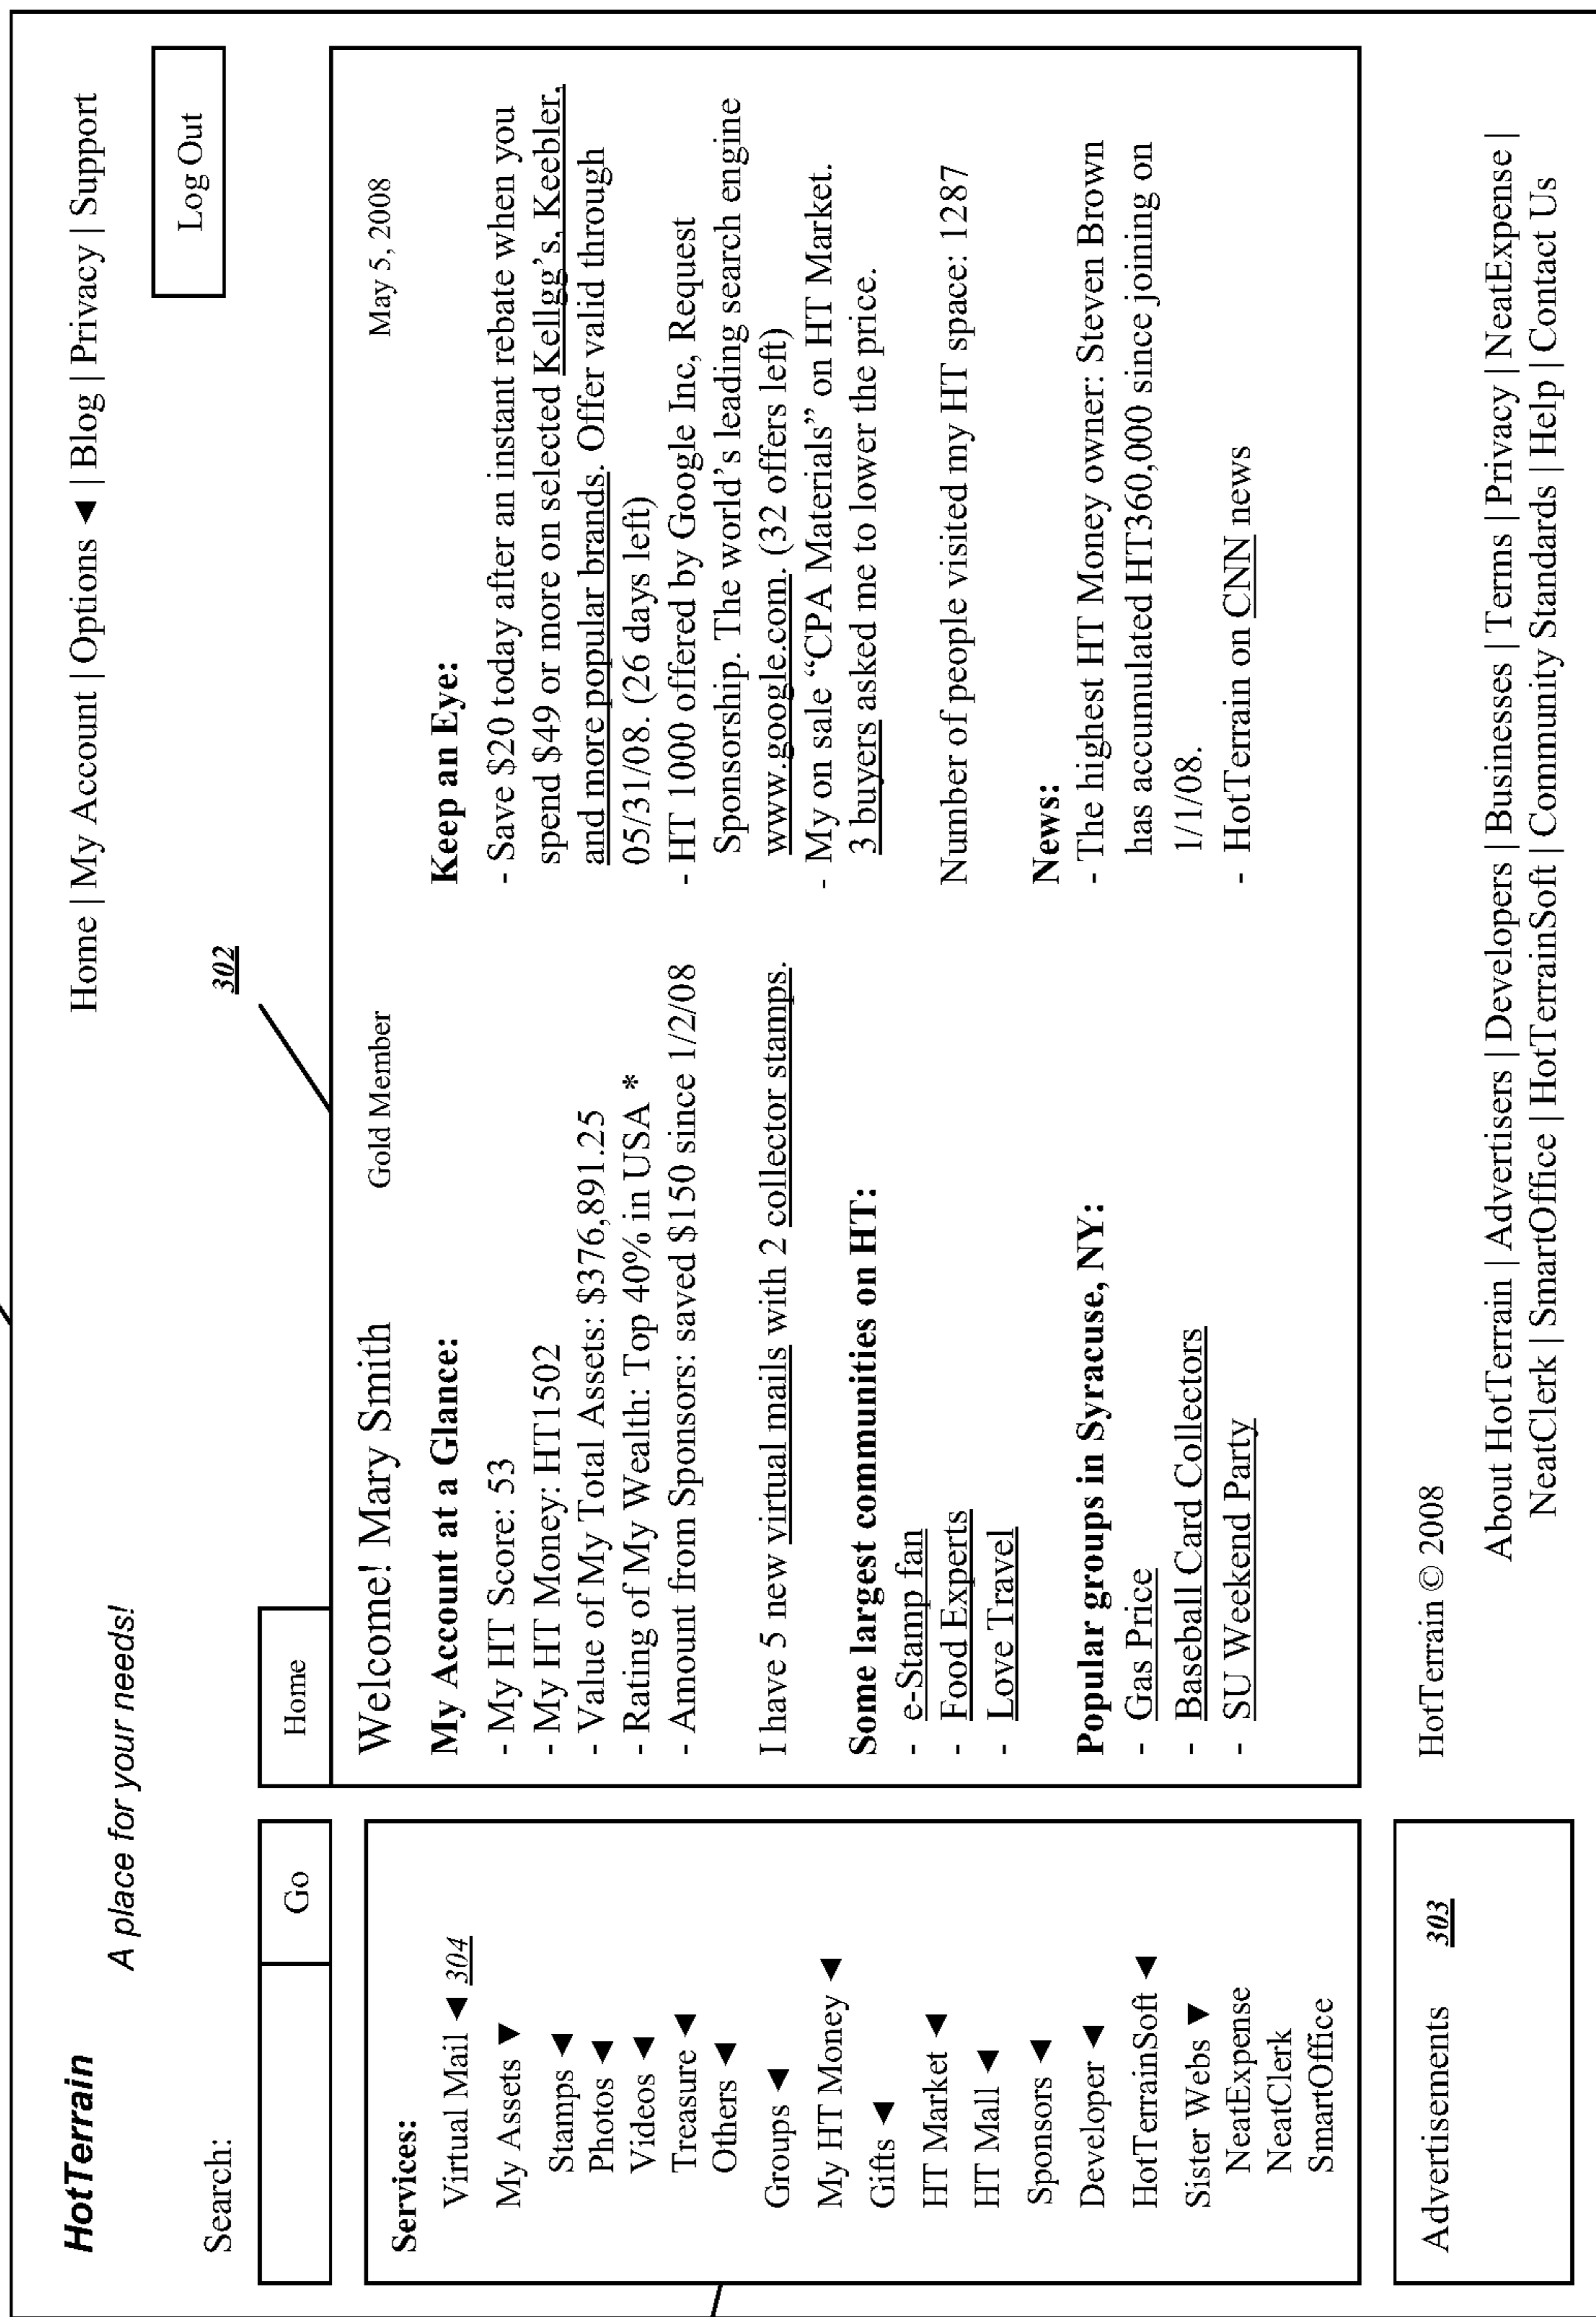 HotTerrain
A place for your needs!
Home | My Account | Options ◄ | Blog | Privacy | Support
Log Out
Search:
Go
Home
302
Services:
Virtual Mail ◄ 304
My Assets ▼
Stamps ◄
Photos ◄
Videos ◄
Treasure ◄
Others ◄
Groups ◄
My HT Money ◄
Gifts ◄
HT Market ◄
HT Mall ◄
Sponsors ◄
Developer ◄
HotTerrainSoft ◄
Sister Webs ▼
NeatExpense
NeatClerk
SmartOffice
Welcome! Mary Smith
Gold Member
May 5, 2008
My Account at a Glance:
- My HT Score: 53
- My HT Money: HT1502
- Value of My Total Assets: $376,891.25
- Rating of My Wealth: Top 40% in USA *
- Amount from Sponsors: saved $150 since 1/2/08
I have 5 new virtual mails with 2 collector stamps.
Some largest communities on HT:
- e-Stamp fan
- Food Experts
- Love Travel
Popular groups in Syracuse, NY:
- Gas Price
- Baseball Card Collectors
- SU Weekend Party
Keep an Eye:
- Save $20 today after an instant rebate when you
spend $49 or more on selected Kellgg's, Keebler,
and more popular brands. Offer valid through
05/31/08. (26 days left)
- HT 1000 offered by Google Inc, Request
Sponsorship. The world's leading search engine
www.google.com. (32 offers left)
- My on sale “CPA Materials” on HT Market.
3 buyers asked me to lower the price.
Number of people visited my HT space: 1287
News:
- The highest HT Money owner: Steven Brown
has accumulated HT360,000 since joining on
1/1/08.
- HotTerrain on CNN news
Advertisements 303
HotTerrain © 2008
About HotTerrain | Advertisers | Developers | Businesses | Terms | Privacy | NeatExpense |
NeatClerk | SmartOffice | HotTerrainSoft | Community Standards | Help | Contact Us